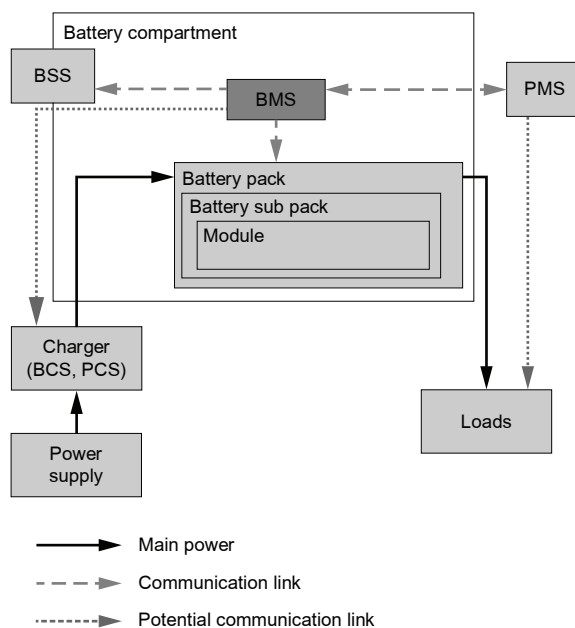 Battery compartment
BSS
BMS
PMS
Battery pack
Battery sub pack
Module
Charger
(BCS, PCS)
Loads
Power
supply
Main power
Communication link
Potential communication link